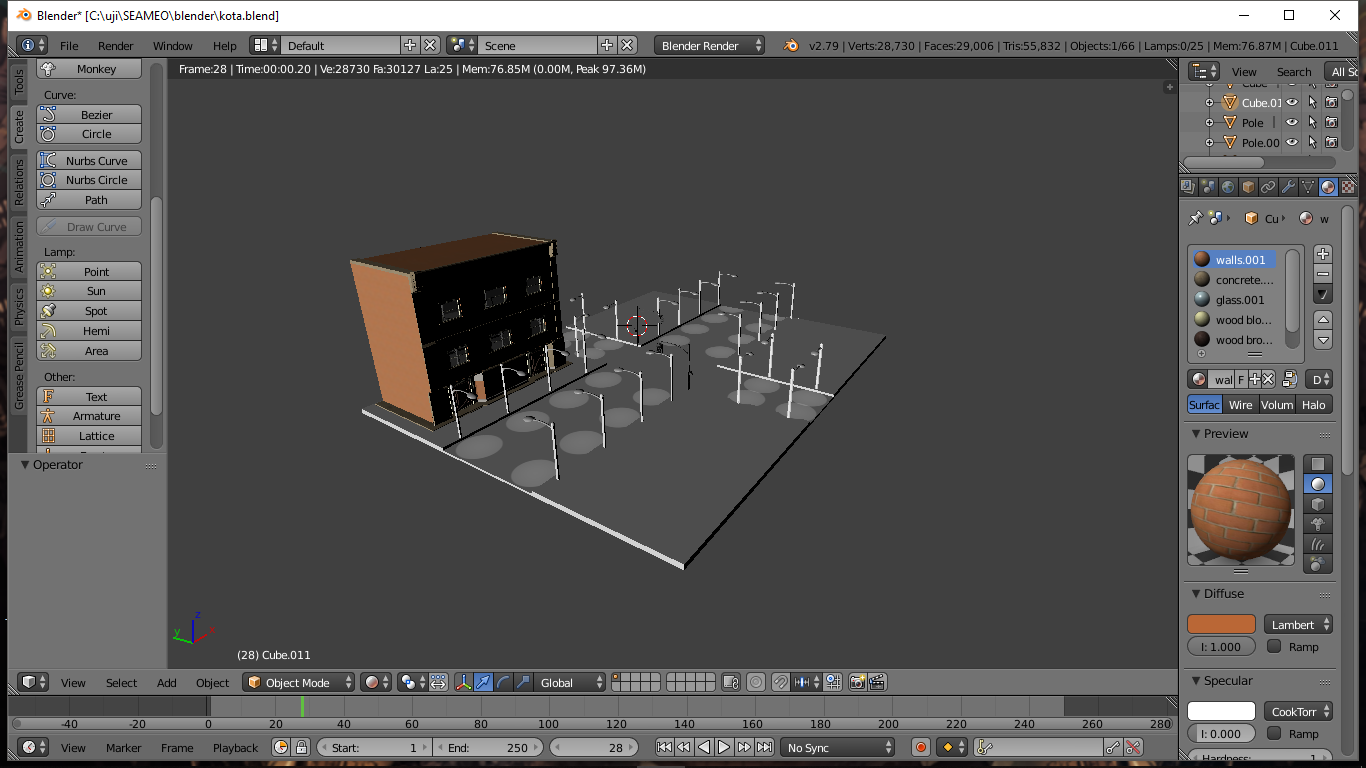 Blender* [C:\uji\SEAMEO\blender\kota.blend]
File Render Window Help Default Scene Blender Render v2.79 | Verts:28,730 | Faces:29,006 | Tris:55,832 | Objects:1/66 | Lamps:0/25 | Mem:76.87M | Cube.011
Frame:28 | Time:00:00.20 | Ve:28730 Fa:30127 La:25 | Mem:76.85M (0.00M, Peak 97.36M)
Tools
Create
Relations
Animation
Physics
Grease Pencil
Monkey
Curve:
Bezier
Circle
Nurbs Curve
Nurbs Circle
Path
Draw Curve
Lamp:
Point
Sun
Spot
Hemi
Area
Other:
Text
Armature
Lattice
Operator
z
y
x
(28) Cube.011
View Search All Sc
Cube
Cube.01
Pole
Pole.00
Cu w
walls.001
concrete....
glass.001
wood blo...
wood bro...
wal F D
Surfac Wire Volum Halo
Preview
Diffuse
Lambert
I: 1.000 Ramp
Specular
CookTorr
I: 0.000 Ramp
Hardness: 1
View Select Add Object Object Mode Global
-40 -20 0 20 40 60 80 100 120 140 160 180 200 220 240 260 280
View Marker Frame Playback Start: 1 End: 250 28 No Sync